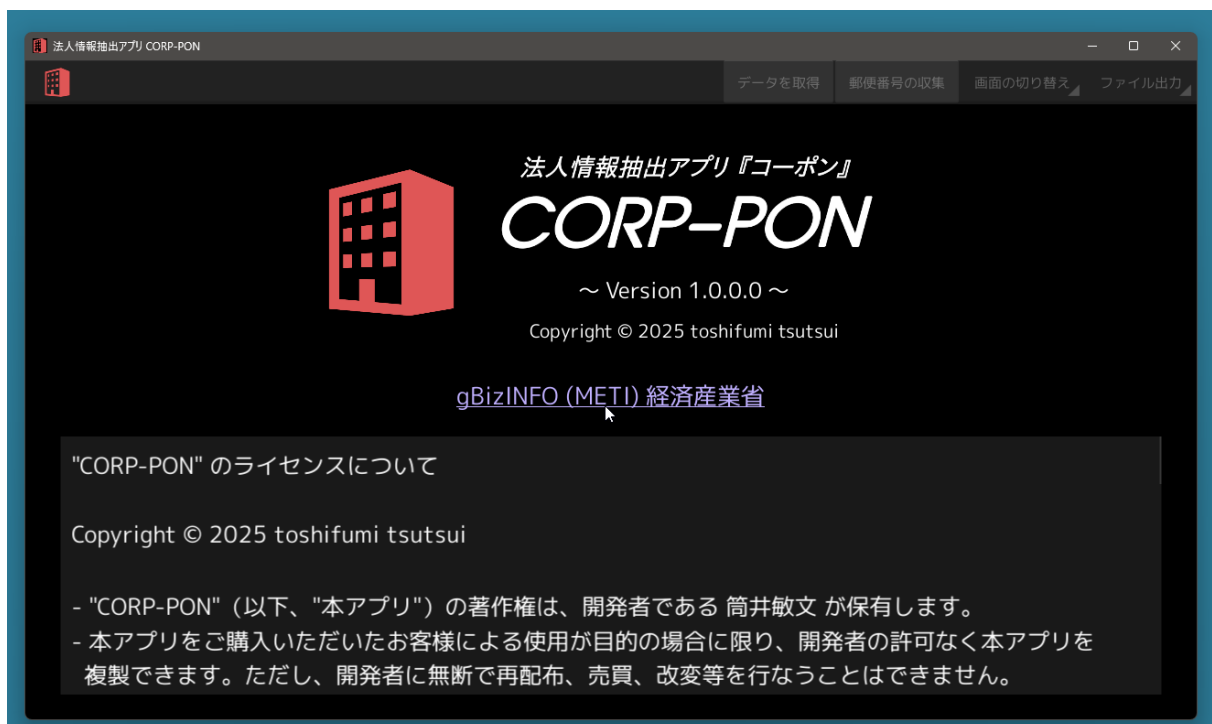 法人情報抽出アプリ CORP-PON
データを取得 郵便番号の収集 画面の切り替え ファイル出力
法人情報抽出アプリ『コーポン』
CORP-PON
～ Version 1.0.0.0 ～
Copyright © 2025 toshifumi tsutsui
gBizINFO (METI) 経済産業省
"CORP-PON" のライセンスについて
Copyright © 2025 toshifumi tsutsui
- "CORP-PON"（以下、"本アプリ"）の著作権は、開発者である 筒井敏文 が保有します。
- 本アプリをご購入いただいたお客様による使用が目的の場合に限り、開発者の許可なく本アプリを
複製できます。ただし、開発者に無断で再配布、売買、改変等を行なうことはできません。